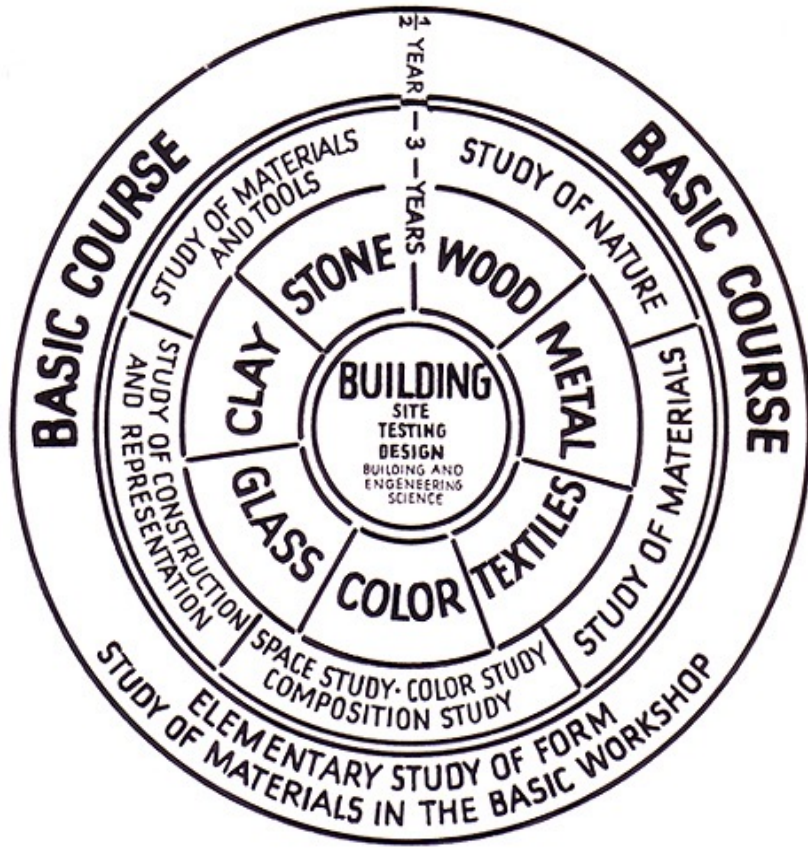 ½ YEAR
1 – 3 – YEARS
BASIC COURSE
BASIC COURSE
STUDY OF MATERIALS
AND TOOLS
STUDY OF NATURE
STUDY OF MATERIALS
SPACE STUDY · COLOR STUDY
COMPOSITION STUDY
STUDY OF CONSTRUCTION
AND REPRESENTATION
STONE
WOOD
METAL
TEXTILES
COLOR
GLASS
CLAY
BUILDING
SITE
TESTING
DESIGN
BUILDING AND
ENGENEERING
SCIENCE
ELEMENTARY STUDY OF FORM
STUDY OF MATERIALS IN THE BASIC WORKSHOP